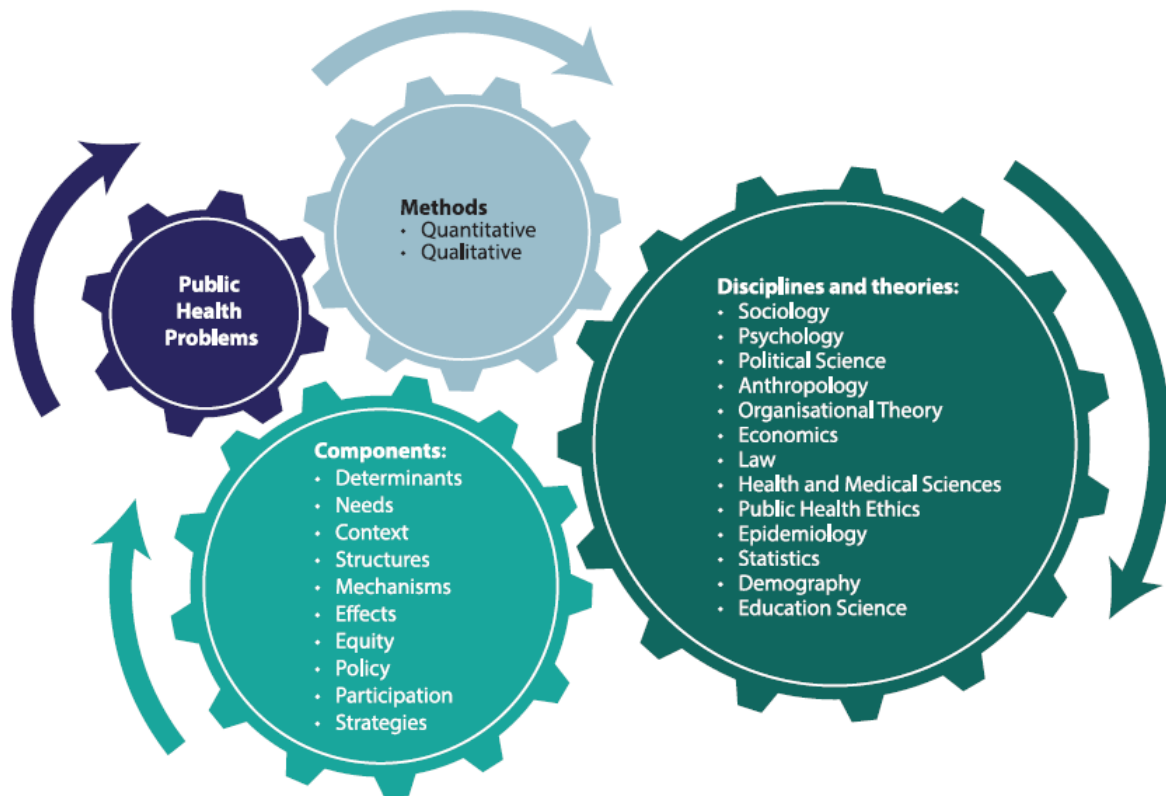 Public
Health
Problems
Methods
• Quantitative
• Qualitative
Components:
• Determinants
• Needs
• Context
• Structures
• Mechanisms
• Effects
• Equity
• Policy
• Participation
• Strategies
Disciplines and theories:
• Sociology
• Psychology
• Political Science
• Anthropology
• Organisational Theory
• Economics
• Law
• Health and Medical Sciences
• Public Health Ethics
• Epidemiology
• Statistics
• Demography
• Education Science